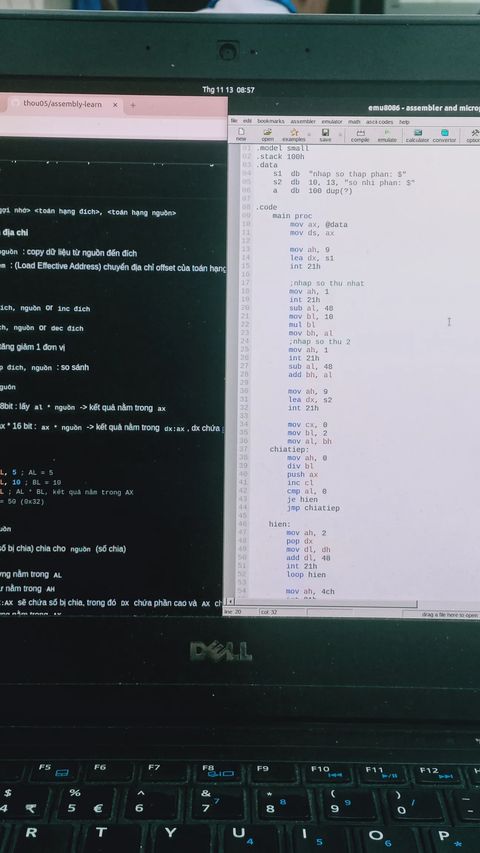 Thg 11 13 08:57
thou05/assembly-learn × +
gợi nhớ> <toán hạng đích>, <toán hạng nguồn>
địa chỉ
nguồn : copy dữ liệu từ nguồn đến đích
em : (Load Effective Address) chuyển địa chỉ offset của toán hạng
ích, nguồn or inc đích
ch, nguồn or dec đích
tăng giảm 1 đơn vị
p đích, nguồn : so sánh
nguồn
8bit : lấy al * nguồn -> kết quả nằm trong ax
ax * 16 bit : ax * nguồn -> kết quả nằm trong dx:ax , dx chứa
L, 5 ; AL = 5
L, 10 ; BL = 10
L ; AL * BL, kết quả nằm trong AX
= 50 (0x32)
uồn
số bị chia) chia cho nguồn (số chia)
ơng nằm trong AL
ư nằm trong AH
X:AX sẽ chứa số bị chia, trong đó DX chứa phần cao và AX ch
emu8086 - assembler and microp
file edit bookmarks assembler emulator math ascii codes help
new open examples save compile emulate calculator convertor option
01 .model small
02 .stack 100h
03 .data
04 s1 db "nhap so thap phan: $"
05 s2 db 10, 13, "so nhi phan: $"
06 a db 100 dup(?)
07
08 .code
09 main proc
10 mov ax, @data
11 mov ds, ax
12
13 mov ah, 9
14 lea dx, s1
15 int 21h
16
17 ;nhap so thu nhat
18 mov ah, 1
19 int 21h
20 sub al, 48
21 mov bl, 10
22 mul bl
23 mov bh, al
24 ;nhap so thu 2
25 mov ah, 1
26 int 21h
27 sub al, 48
28 add bh, al
29
30 mov ah, 9
31 lea dx, s2
32 int 21h
33
34 mov cx, 0
35 mov bl, 2
36 mov al, bh
37 chiatiep:
38 mov ah, 0
39 div bl
40 push ax
41 inc cl
42 cmp al, 0
43 je hien
44 jmp chiatiep
45
46 hien:
47 mov ah, 2
48 pop dx
49 mov dl, dh
50 add dl, 48
51 int 21h
52 loop hien
53
54 mov ah, 4ch
line: 20 col: 32 drag a file here to open
DELL
F5 F6 F7 F8 F9 F10 F11 F12
$ % ^ & * ( ) _
4 ₹ 5 € 6 7 7 8 8 9 9 0 / -
R T Y U 4 I 5 O 6 P *